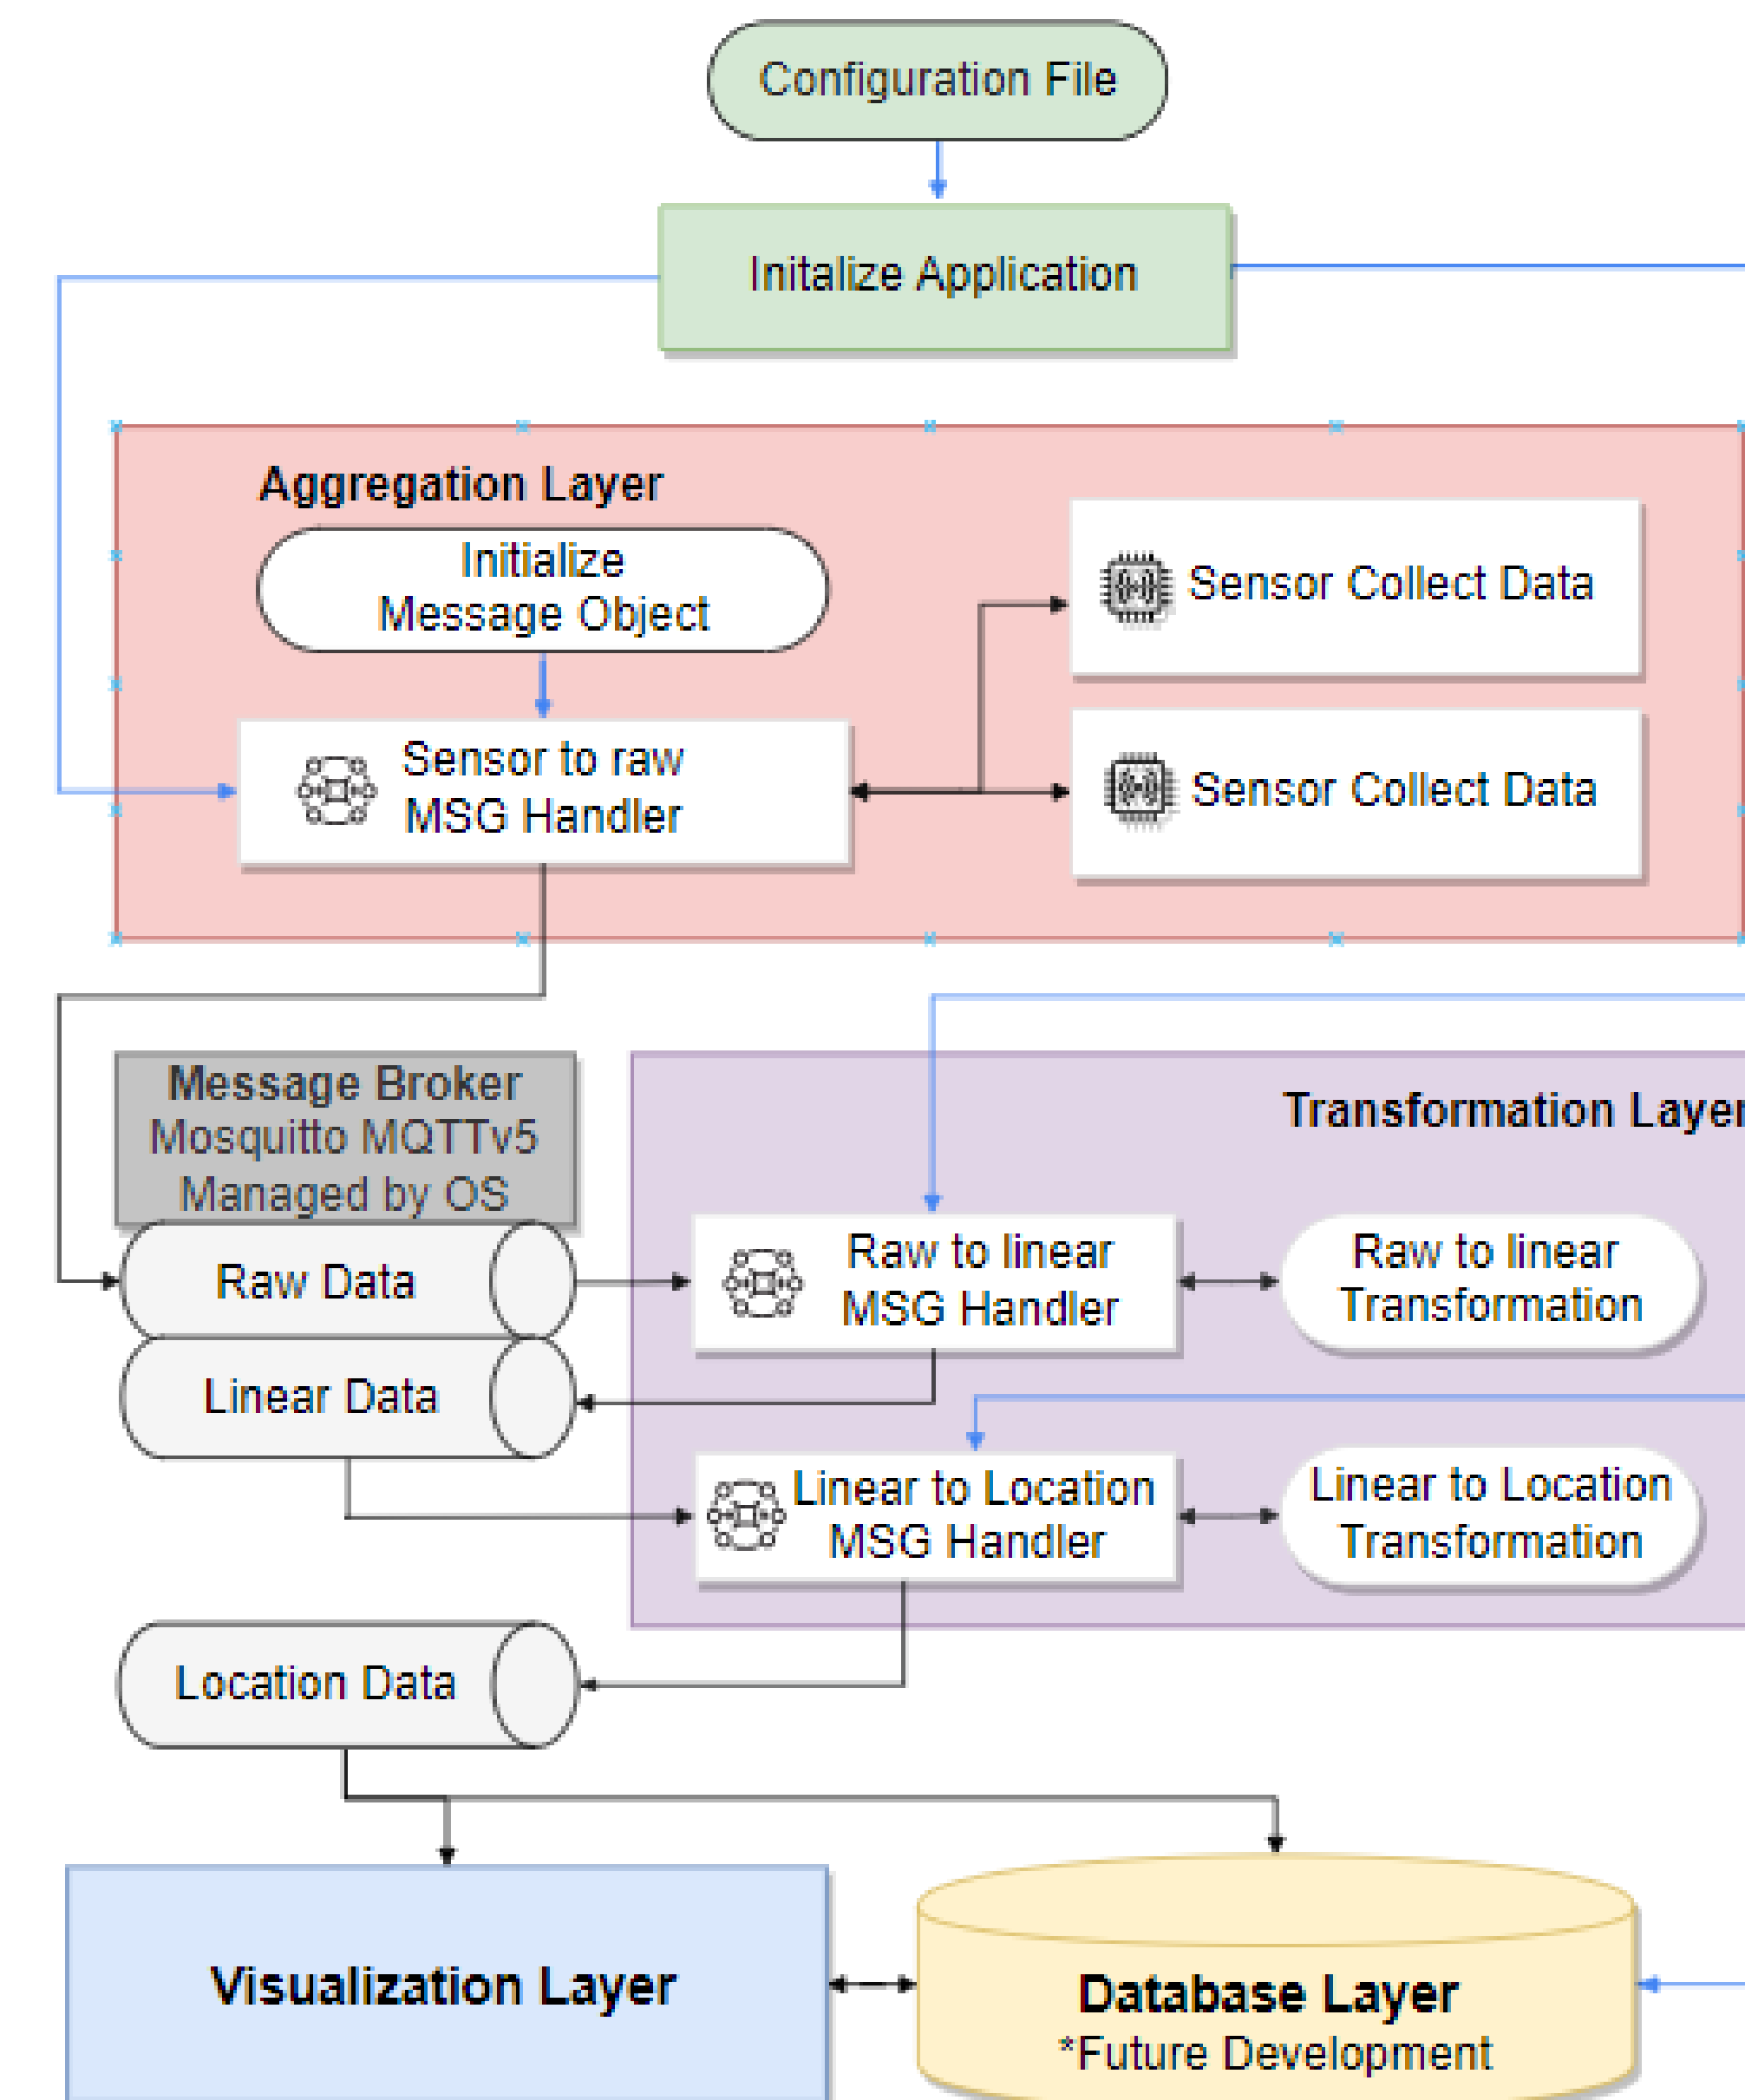 Configuration File
Initalize Application
Aggregation Layer
Initialize
Message Object
Sensor Collect Data
Sensor to raw
MSG Handler
Sensor Collect Data
Message Broker
Mosquitto MQTTv5
Managed by OS
Transformation Layer
Raw Data
Raw to linear
MSG Handler
Raw to linear
Transformation
Linear Data
Linear to Location
MSG Handler
Linear to Location
Transformation
Location Data
Visualization Layer
Database Layer
*Future Development